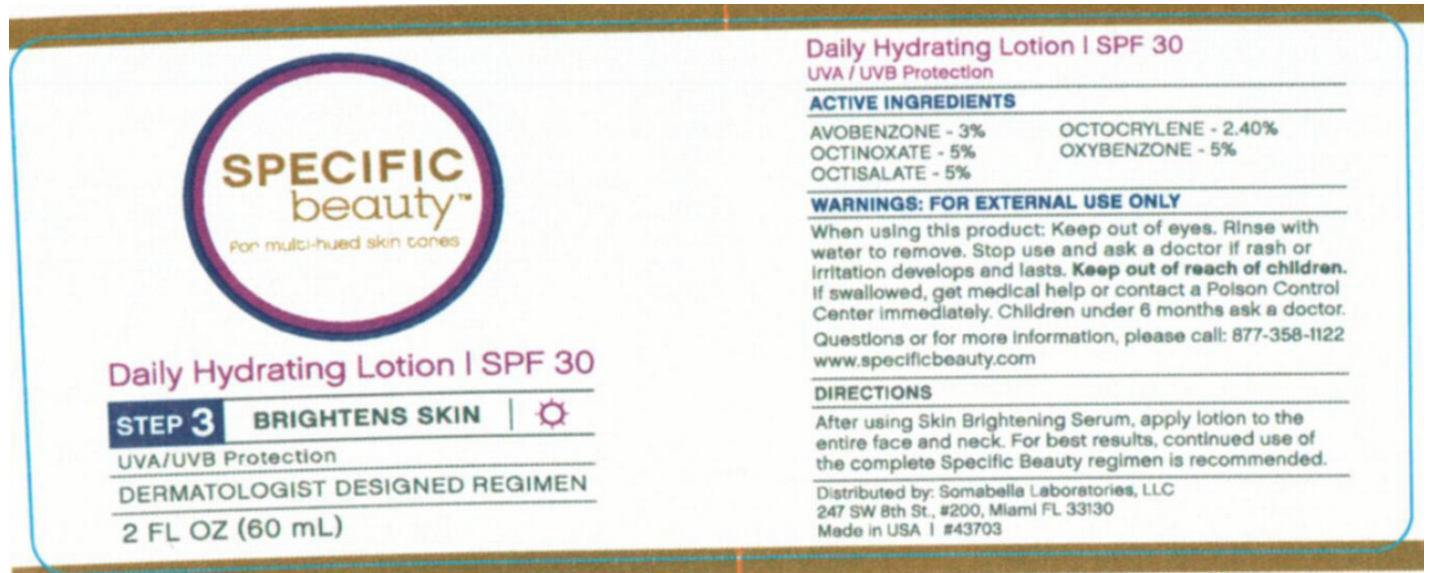 SPECIFIC
beauty™
for multi-hued skin tones
Daily Hydrating Lotion | SPF 30
STEP 3 BRIGHTENS SKIN
UVA/UVB Protection
DERMATOLOGIST DESIGNED REGIMEN
2 FL OZ (60 mL)
Daily Hydrating Lotion | SPF 30
UVA / UVB Protection
ACTIVE INGREDIENTS
AVOBENZONE - 3% OCTOCRYLENE - 2.40%
OCTINOXATE - 5% OXYBENZONE - 5%
OCTISALATE - 5%
WARNINGS: FOR EXTERNAL USE ONLY
When using this product: Keep out of eyes. Rinse with
water to remove. Stop use and ask a doctor if rash or
irritation develops and lasts. Keep out of reach of children.
If swallowed, get medical help or contact a Poison Control
Center immediately. Children under 6 months ask a doctor.
Questions or for more information, please call: 877-358-1122
www.specificbeauty.com
DIRECTIONS
After using Skin Brightening Serum, apply lotion to the
entire face and neck. For best results, continued use of
the complete Specific Beauty regimen is recommended.
Distributed by: Somabella Laboratories, LLC
247 SW 8th St., #200, Miami FL 33130
Made in USA | #43703